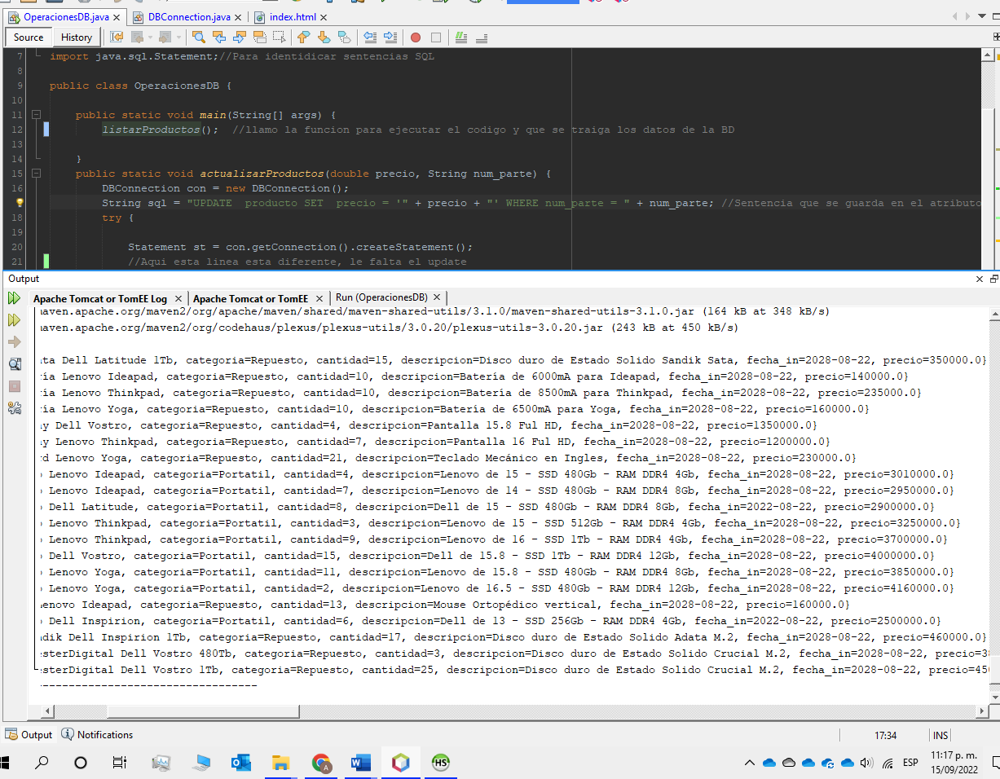 OperacionesDB.java
DBConnection.java
index.html
Source
History
7 import java.sql.Statement;//Para identidicar sentencias SQL
8
9 public class OperacionesDB {
10
11 public static void main(String[] args) {
12 listarProductos(); //llamo la funcion para ejecutar el codigo y que se traiga los datos de la BD
13
14 }
15 public static void actualizarProductos(double precio, String num_parte) {
16 DBConnection con = new DBConnection();
String sql = "UPDATE  producto SET  precio = '" + precio + "' WHERE num_parte = " + num_parte; //Sentencia que se guarda en el atributo
18 try {
19
20 Statement st = con.getConnection().createStatement();
21 //Aqui esta linea esta diferente, le falta el update
Output
Apache Tomcat or TomEE Log
Apache Tomcat or TomEE
Run (OperacionesDB)
maven.apache.org/maven2/org/apache/maven/shared/maven-shared-utils/3.1.0/maven-shared-utils-3.1.0.jar (164 kB at 348 kB/s)
maven.apache.org/maven2/org/codehaus/plexus/plexus-utils/3.0.20/plexus-utils-3.0.20.jar (243 kB at 450 kB/s)
ata Dell Latitude 1Tb, categoria=Repuesto, cantidad=15, descripcion=Disco duro de Estado Solido Sandik Sata, fecha_in=2028-08-22, precio=350000.0}
ía Lenovo Ideapad, categoria=Repuesto, cantidad=10, descripcion=Batería de 6000mA para Ideapad, fecha_in=2028-08-22, precio=140000.0}
ía Lenovo Thinkpad, categoria=Repuesto, cantidad=10, descripcion=Batería de 8500mA para Thinkpad, fecha_in=2028-08-22, precio=235000.0}
ía Lenovo Yoga, categoria=Repuesto, cantidad=10, descripcion=Batería de 6500mA para Yoga, fecha_in=2028-08-22, precio=160000.0}
y Dell Vostro, categoria=Repuesto, cantidad=4, descripcion=Pantalla 15.8 Ful HD, fecha_in=2028-08-22, precio=1350000.0}
y Lenovo Thinkpad, categoria=Repuesto, cantidad=7, descripcion=Pantalla 16 Ful HD, fecha_in=2028-08-22, precio=1200000.0}
rd Lenovo Yoga, categoria=Repuesto, cantidad=21, descripcion=Teclado Mecánico en Ingles, fecha_in=2028-08-22, precio=230000.0}
Lenovo Ideapad, categoria=Portatil, cantidad=4, descripcion=Lenovo de 15 - SSD 480Gb - RAM DDR4 4Gb, fecha_in=2028-08-22, precio=3010000.0}
Lenovo Ideapad, categoria=Portatil, cantidad=7, descripcion=Lenovo de 14 - SSD 480Gb - RAM DDR4 8Gb, fecha_in=2028-08-22, precio=2950000.0}
Dell Latitude, categoria=Portatil, cantidad=8, descripcion=Dell de 15 - SSD 480Gb - RAM DDR4 8Gb, fecha_in=2022-08-22, precio=2900000.0}
Lenovo Thinkpad, categoria=Portatil, cantidad=3, descripcion=Lenovo de 15 - SSD 512Gb - RAM DDR4 4Gb, fecha_in=2028-08-22, precio=3250000.0}
Lenovo Thinkpad, categoria=Portatil, cantidad=9, descripcion=Lenovo de 16 - SSD 1Tb - RAM DDR4 4Gb, fecha_in=2028-08-22, precio=3700000.0}
Dell Vostro, categoria=Portatil, cantidad=15, descripcion=Dell de 15.8 - SSD 1Tb - RAM DDR4 12Gb, fecha_in=2028-08-22, precio=4000000.0}
Lenovo Yoga, categoria=Portatil, cantidad=11, descripcion=Lenovo de 15.8 - SSD 480Gb - RAM DDR4 8Gb, fecha_in=2028-08-22, precio=3850000.0}
Lenovo Yoga, categoria=Portatil, cantidad=2, descripcion=Lenovo de 16.5 - SSD 480Gb - RAM DDR4 12Gb, fecha_in=2028-08-22, precio=4160000.0}
Lenovo Ideapad, categoria=Repuesto, cantidad=13, descripcion=Mouse Ortopédico vertical, fecha_in=2028-08-22, precio=160000.0}
Dell Inspirion, categoria=Portatil, cantidad=6, descripcion=Dell de 13 - SSD 256Gb - RAM DDR4 4Gb, fecha_in=2022-08-22, precio=2500000.0}
ndik Dell Inspirion 1Tb, categoria=Repuesto, cantidad=17, descripcion=Disco duro de Estado Solido Adata M.2, fecha_in=2028-08-22, precio=460000.0}
esterDigital Dell Vostro 480Tb, categoria=Repuesto, cantidad=3, descripcion=Disco duro de Estado Solido Crucial M.2, fecha_in=2028-08-22, precio=3
esterDigital Dell Vostro 1Tb, categoria=Repuesto, cantidad=25, descripcion=Disco duro de Estado Solido Crucial M.2, fecha_in=2028-08-22, precio=45
----------------------------------
Output
Notifications
17:34
INS
ESP
11:17 p. m.
15/09/2022